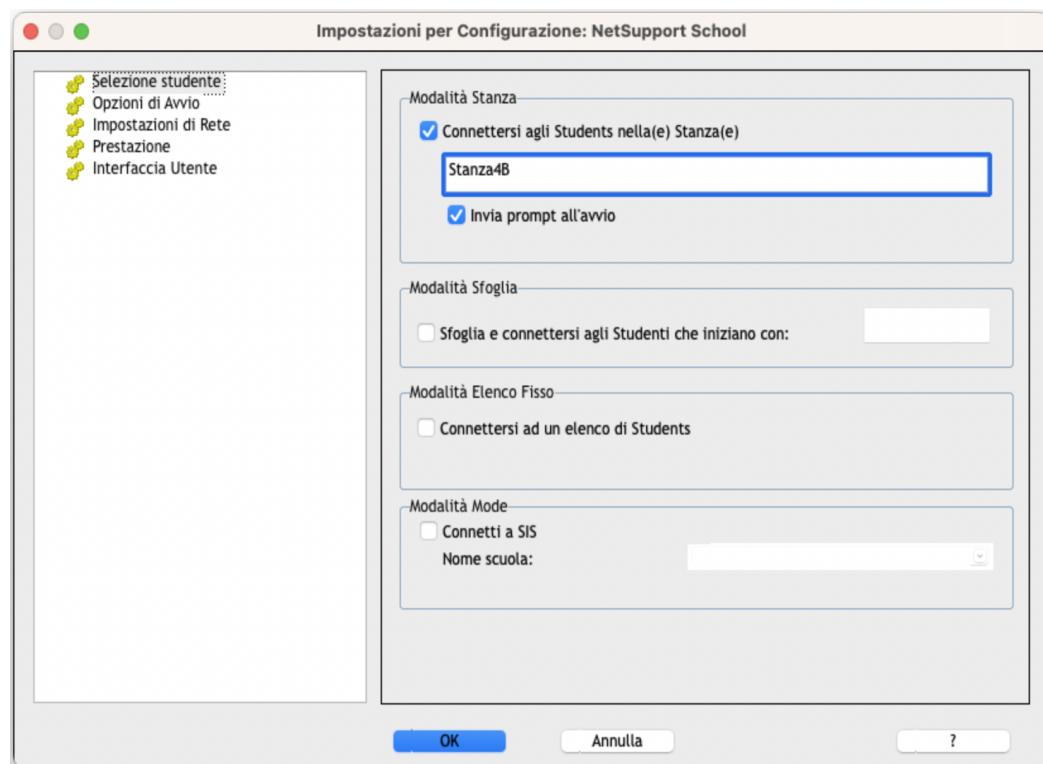 Impostazioni per Configurazione: NetSupport School
Selezione studente
Opzioni di Avvio
Impostazioni di Rete
Prestazione
Interfaccia Utente
Modalità Stanza
Connettersi agli Students nella(e) Stanza(e)
Stanza4B
Invia prompt all'avvio
Modalità Sfoglia
Sfoglia e connettersi agli Studenti che iniziano con:
Modalità Elenco Fisso
Connettersi ad un elenco di Students
Modalità Mode
Connetti a SIS
Nome scuola:
OK Annulla ?